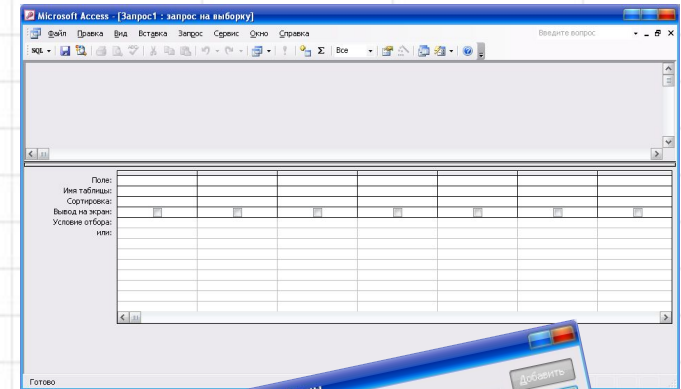 Microsoft Access - [Запрос1 : запрос на выборку]
Файл Правка Вид Вставка Запрос Сервис Окно Справка Введите вопрос
SQL Все
Поле:
Имя таблицы:
Сортировка:
Вывод на экран:
Условие отбора:
или:
Добавить
Готово